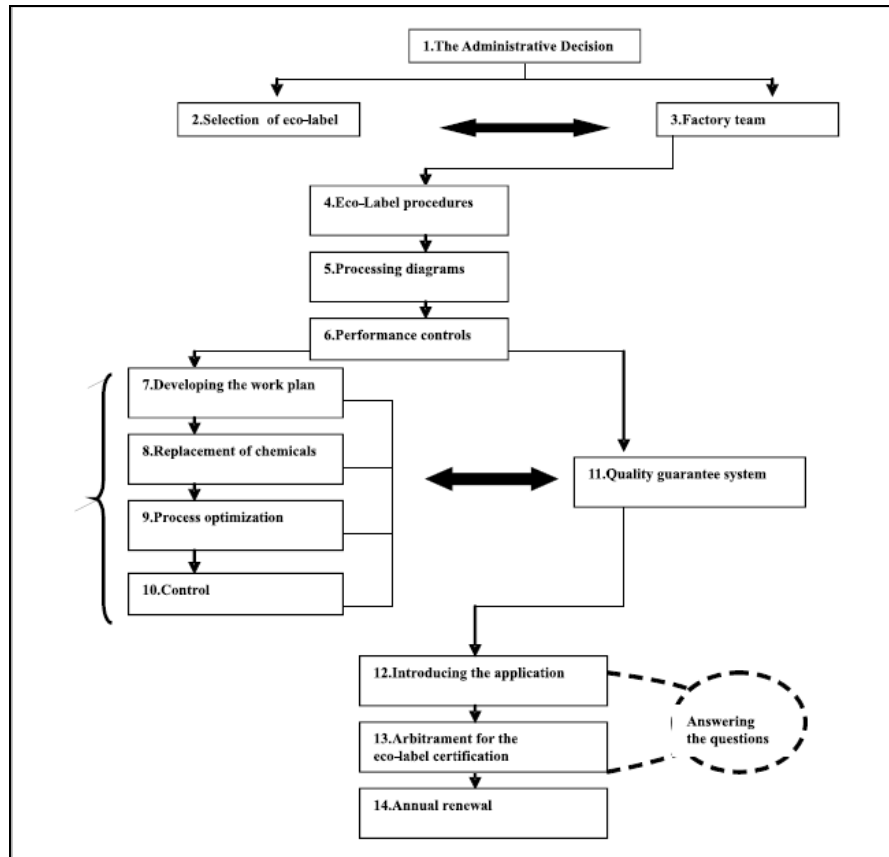 1.The Administrative Decision
2.Selection of eco-label
3.Factory team
4.Eco-Label procedures
5.Processing diagrams
6.Performance controls
7.Developing the work plan
8.Replacement of chemicals
9.Process optimization
10.Control
11.Quality guarantee system
12.Introducing the application
13.Arbitrament for the
eco-label certification
Answering
the questions
14.Annual renewal